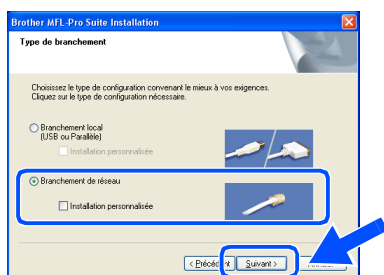 Brother MFL-Pro Suite Installation
Type de branchement
Choisissez le type de configuration convenant le mieux à vos exigences.
Cliquez sur le type de configuration nécessaire.
Branchement local
(USB ou Parallèle)
Installation personnalisée
Branchement de réseau
Installation personnalisée
Suivant >